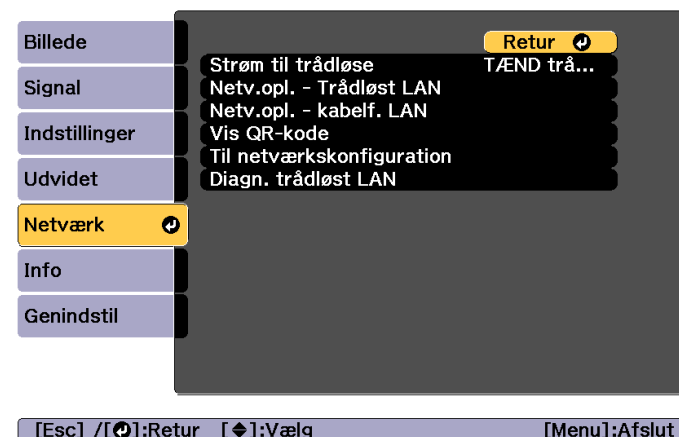 Billede
Signal
Indstillinger
Udvidet
Netværk
Info
Genindstil
Retur
Strøm til trådløse TÆND trå...
Netv.opl. - Trådløst LAN
Netv.opl. - kabelf. LAN
Vis QR-kode
Til netværkskonfiguration
Diagn. trådløst LAN
[Esc] /[ ]:Retur [ ]:Vælg [Menu]:Afslut